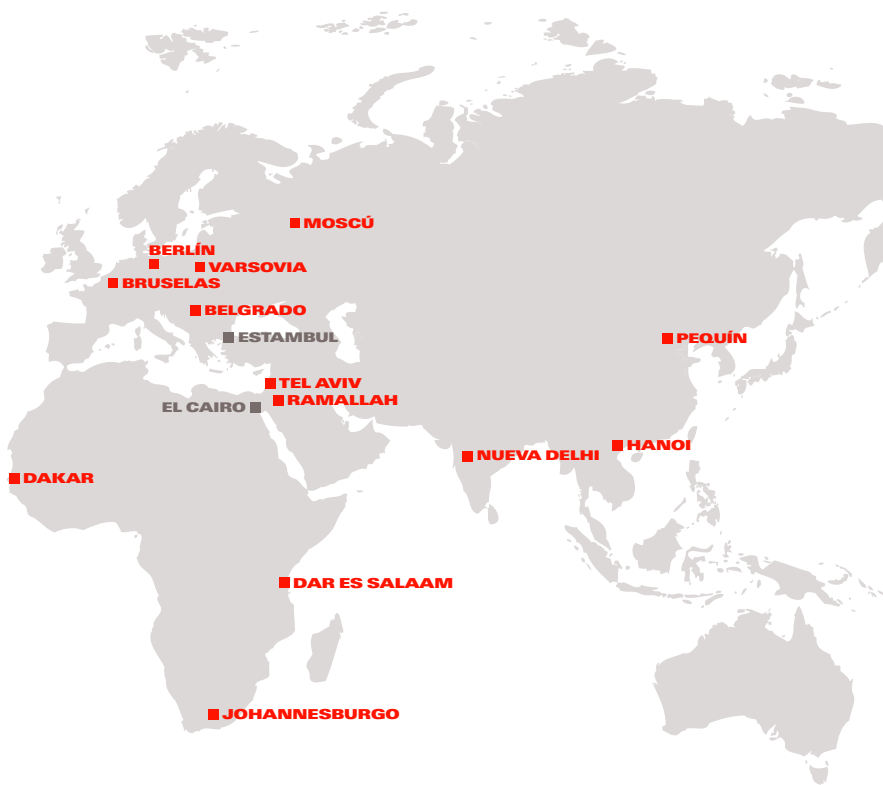 MOSCÚ
BERLÍN
VARSOVIA
BRUSELAS
BELGRADO
ESTAMBUL
PEQUÍN
TEL AVIV
RAMALLAH
EL CAIRO
HANOI
NUEVA DELHI
DAKAR
DAR ES SALAAM
JOHANNESBURGO